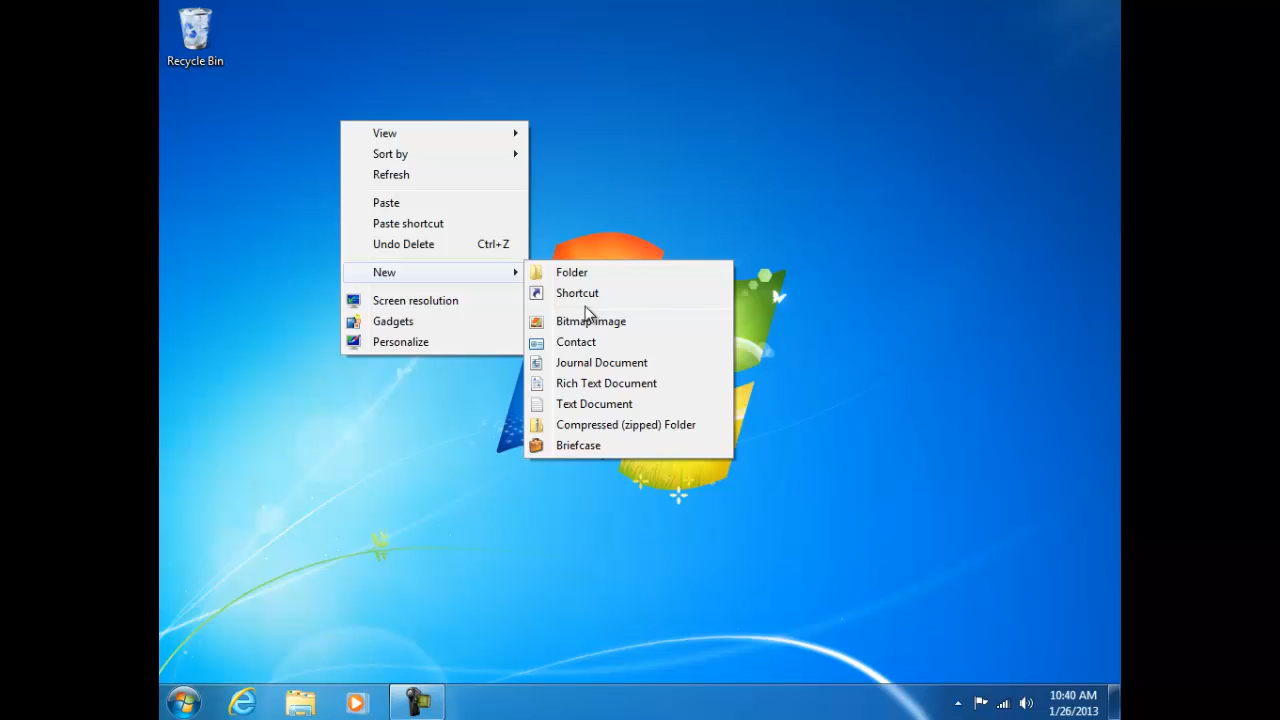 Recycle Bin
View
Sort by
Refresh
Paste
Paste shortcut
Undo Delete Ctrl+Z
New
Screen resolution
Gadgets
Personalize
Folder
Shortcut
Bitmap image
Contact
Journal Document
Rich Text Document
Text Document
Compressed (zipped) Folder
Briefcase
10:40 AM
1/26/2013